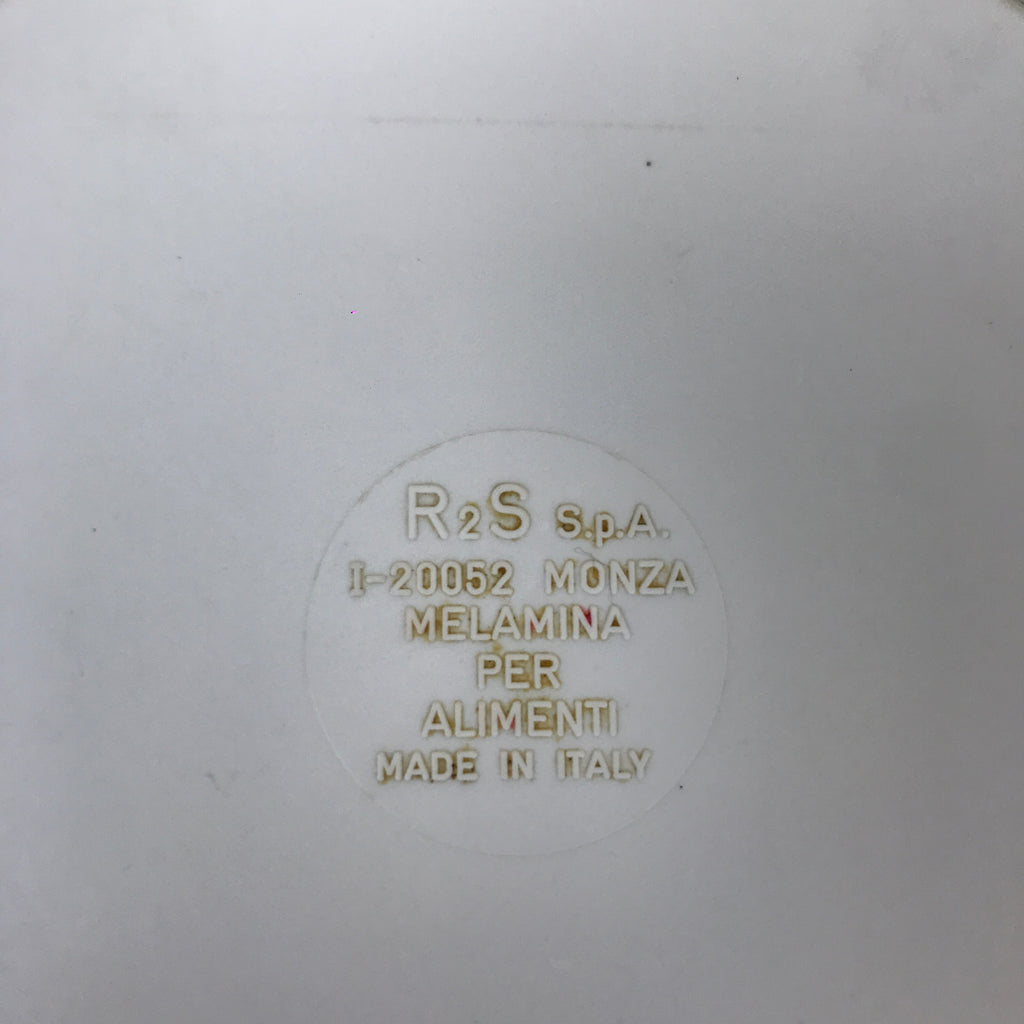 R2S S.p.A.
I-20052 MONZA
MELAMINA
PER
ALIMENTI
MADE IN ITALY